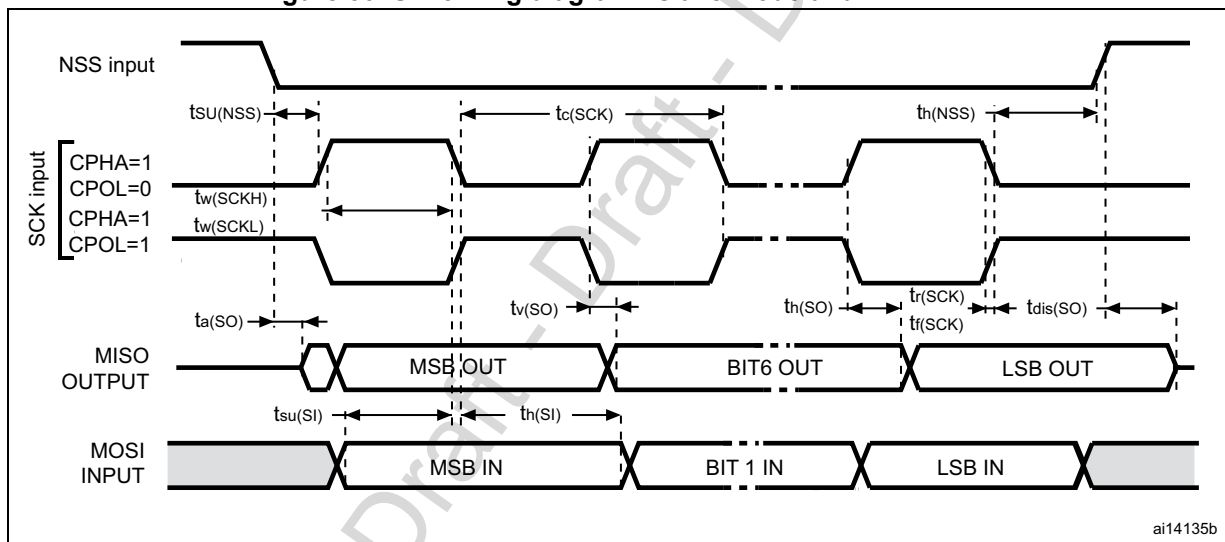 NSS input
tSU(NSS)
tc(SCK)
th(NSS)
SCK input
CPHA=1
CPOL=0
CPHA=1
CPOL=1
tw(SCKH)
tw(SCKL)
ta(SO)
tv(SO)
th(SO)
tr(SCK)
tf(SCK)
tdis(SO)
MISO
OUTPUT
MSB OUT
BIT6 OUT
LSB OUT
tsu(SI)
th(SI)
MOSI
INPUT
MSB IN
BIT 1 IN
LSB IN
ai14135b
Draft - Draft - D